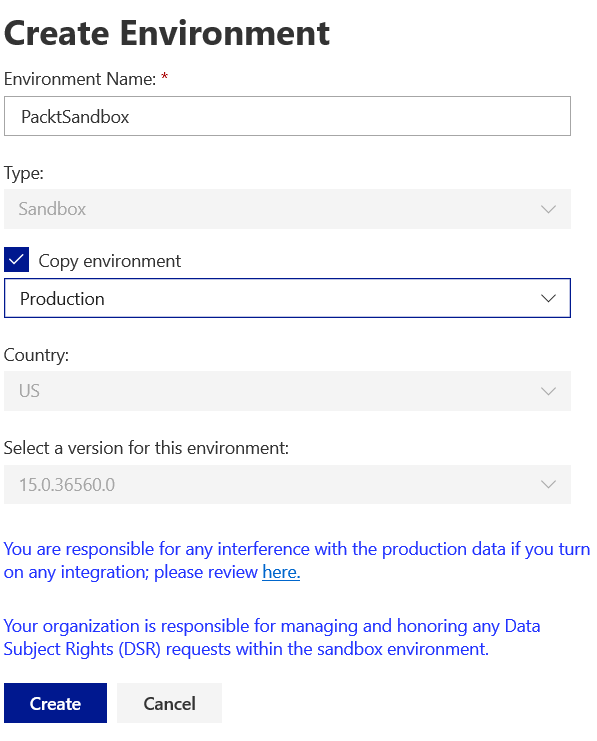 Create Environment
Environment Name: *
PacktSandbox
Type:
Sandbox
Copy environment
Production
Country:
US
Select a version for this environment:
15.0.36560.0
You are responsible for any interference with the production data if you turn
on any integration; please review here.
Your organization is responsible for managing and honoring any Data
Subject Rights (DSR) requests within the sandbox environment.
Create Cancel